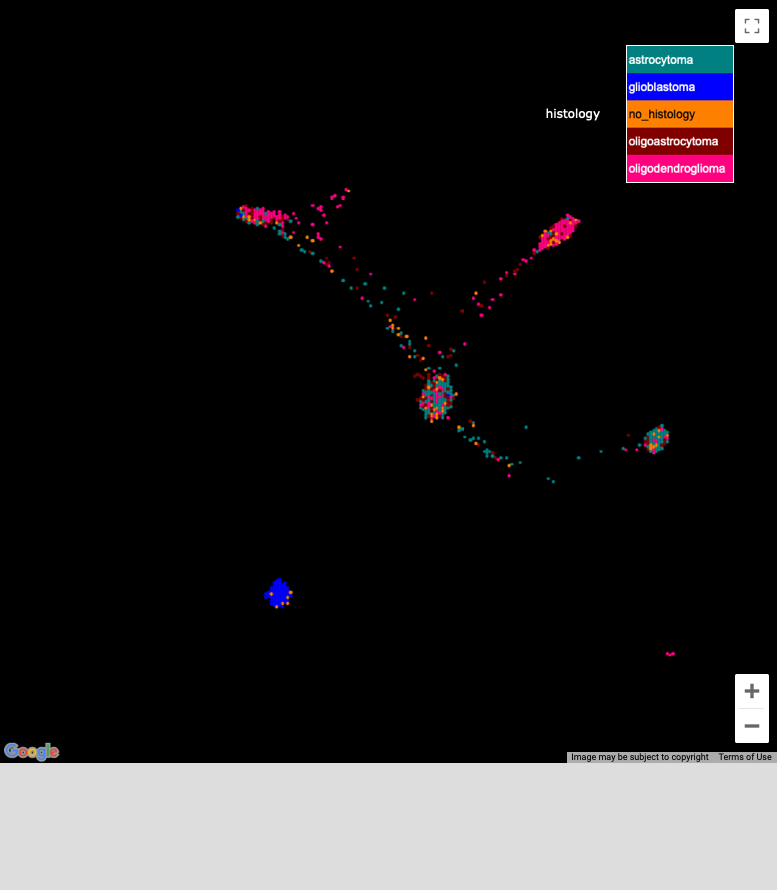 astrocytoma
glioblastoma
histology
no_histology
oligoastrocytoma
oligodendroglioma
Google
Image may be subject to copyright Terms of Use